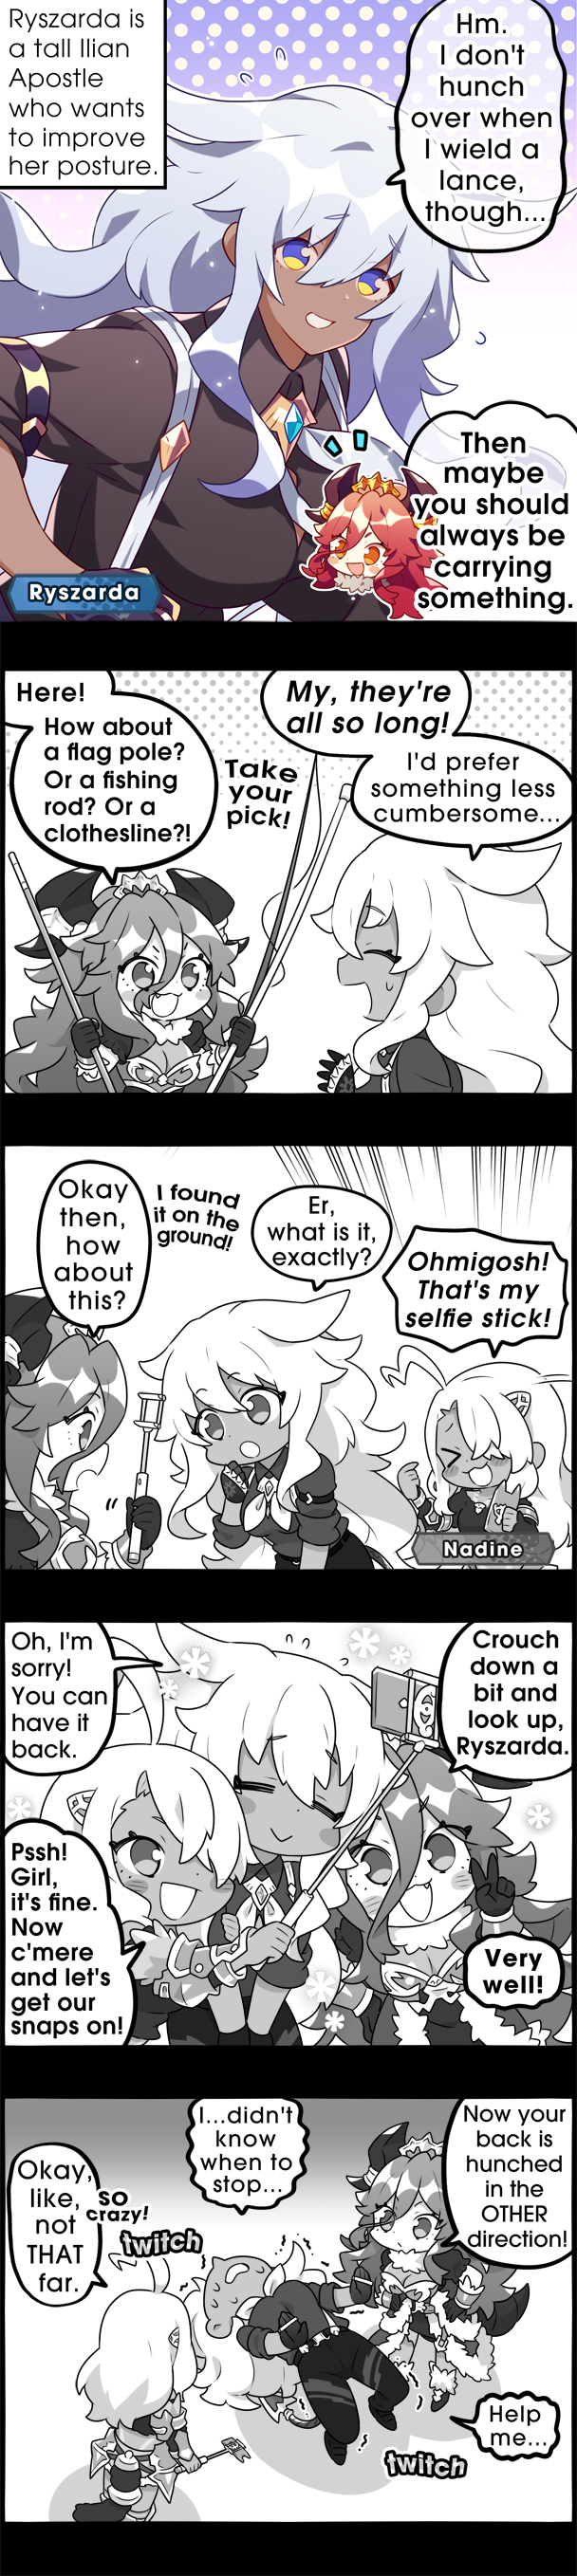 Ryszarda is
a tall Ilian
Apostle
who wants
to improve
her posture.
Hm.
I don't
hunch
over when
I wield a
lance,
though...
Then
maybe
you should
always be
carrying
something.
Ryszarda
Here!
How about
a flag pole?
Or a fishing
rod? Or a
clothesline?!
Take
your
pick!
My, they're
all so long!
I'd prefer
something less
cumbersome...
Okay
then,
how
about
this?
I found
it on the
ground!
Er,
what is it,
exactly?
Ohmigosh!
That's my
selfie stick!
Nadine
Oh, I'm
sorry!
You can
have it
back.
Crouch
down a
bit and
look up,
Ryszarda.
Pssh!
Girl,
it's fine.
Now
c'mere
and let's
get our
snaps on!
Very
well!
I...didn't
know
when to
stop...
Now your
back is
hunched
in the
OTHER
direction!
Okay,
like,
not
THAT
far.
SO
crazy!
twitch
Help
me...
twitch